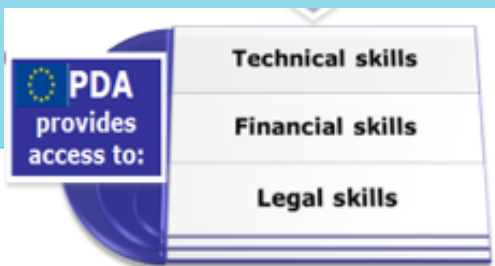 PDA
provides
access to:
Technical skills
Financial skills
Legal skills